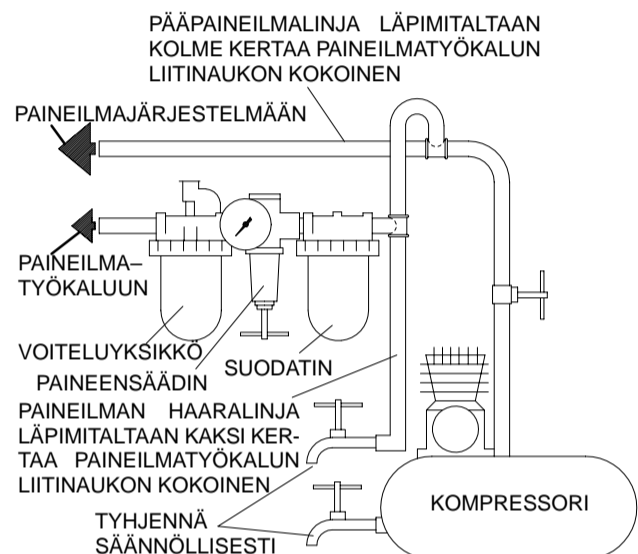 PÄÄPAINEILMALINJA LÄPIMITALTAAN
KOLME KERTAA PAINEILMATYÖKALUN
LIITINAUKON KOKOINEN
PAINEILMAJÄRJESTELMÄÄN
PAINEILMA–
TYÖKALUUN
VOITELUYKSIKKÖ
SUODATIN
PAINEENSÄÄDIN
PAINEILMAN HAARALINJA
LÄPIMITALTAAN KAKSI KER-
TAA PAINEILMATYÖKALUN
LIITINAUKON KOKOINEN
KOMPRESSORI
TYHJENNÄ
SÄÄNNÖLLISESTI